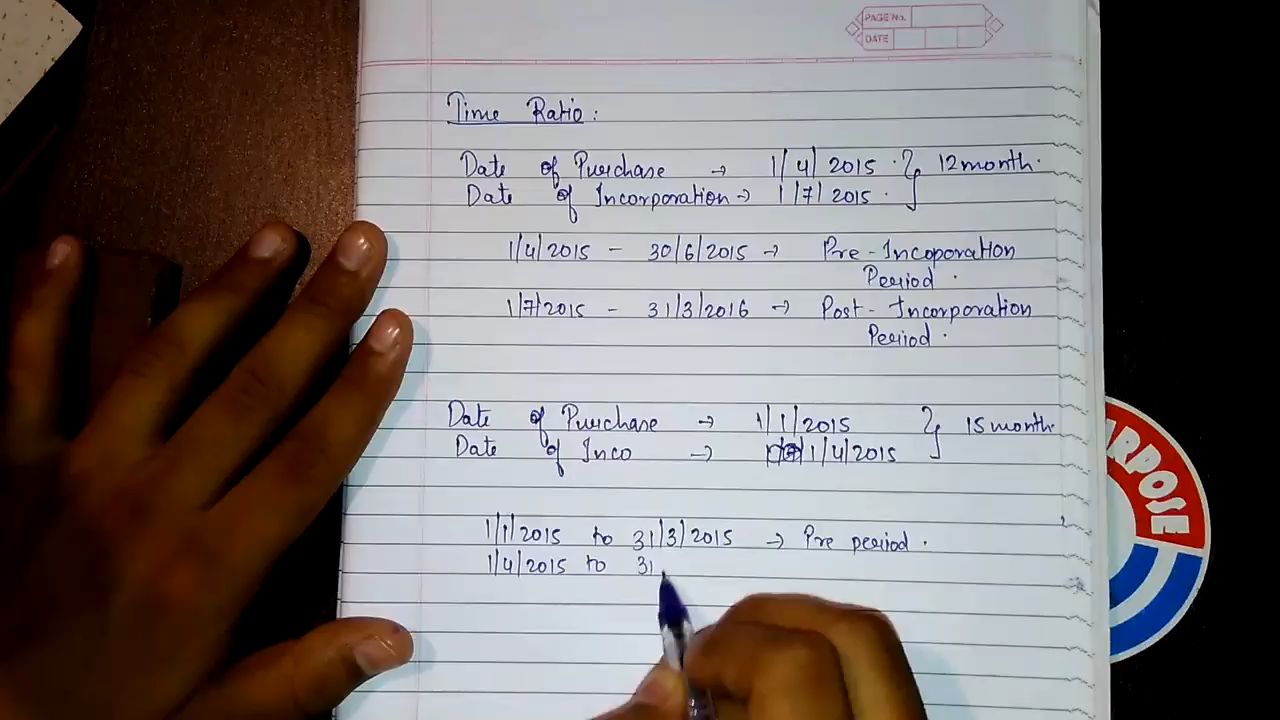 PAGE No.
DATE
Time Ratio :
Date of Purchase → 1/4/2015 . } 12month.
Date of Incorporation → 1/7/2015 .
1/4/2015 - 30/6/2015 → Pre-Incoporation
Period .
1/7/2015 - 31/3/2016 → Post-Incorporation
Period .
Date of Purchase → 1/1/2015 } 15month.
Date of Inco → 1/4/2015
1/1/2015 to 31/3/2015 → Pre period .
1/4/2015 to 31
RPOSE